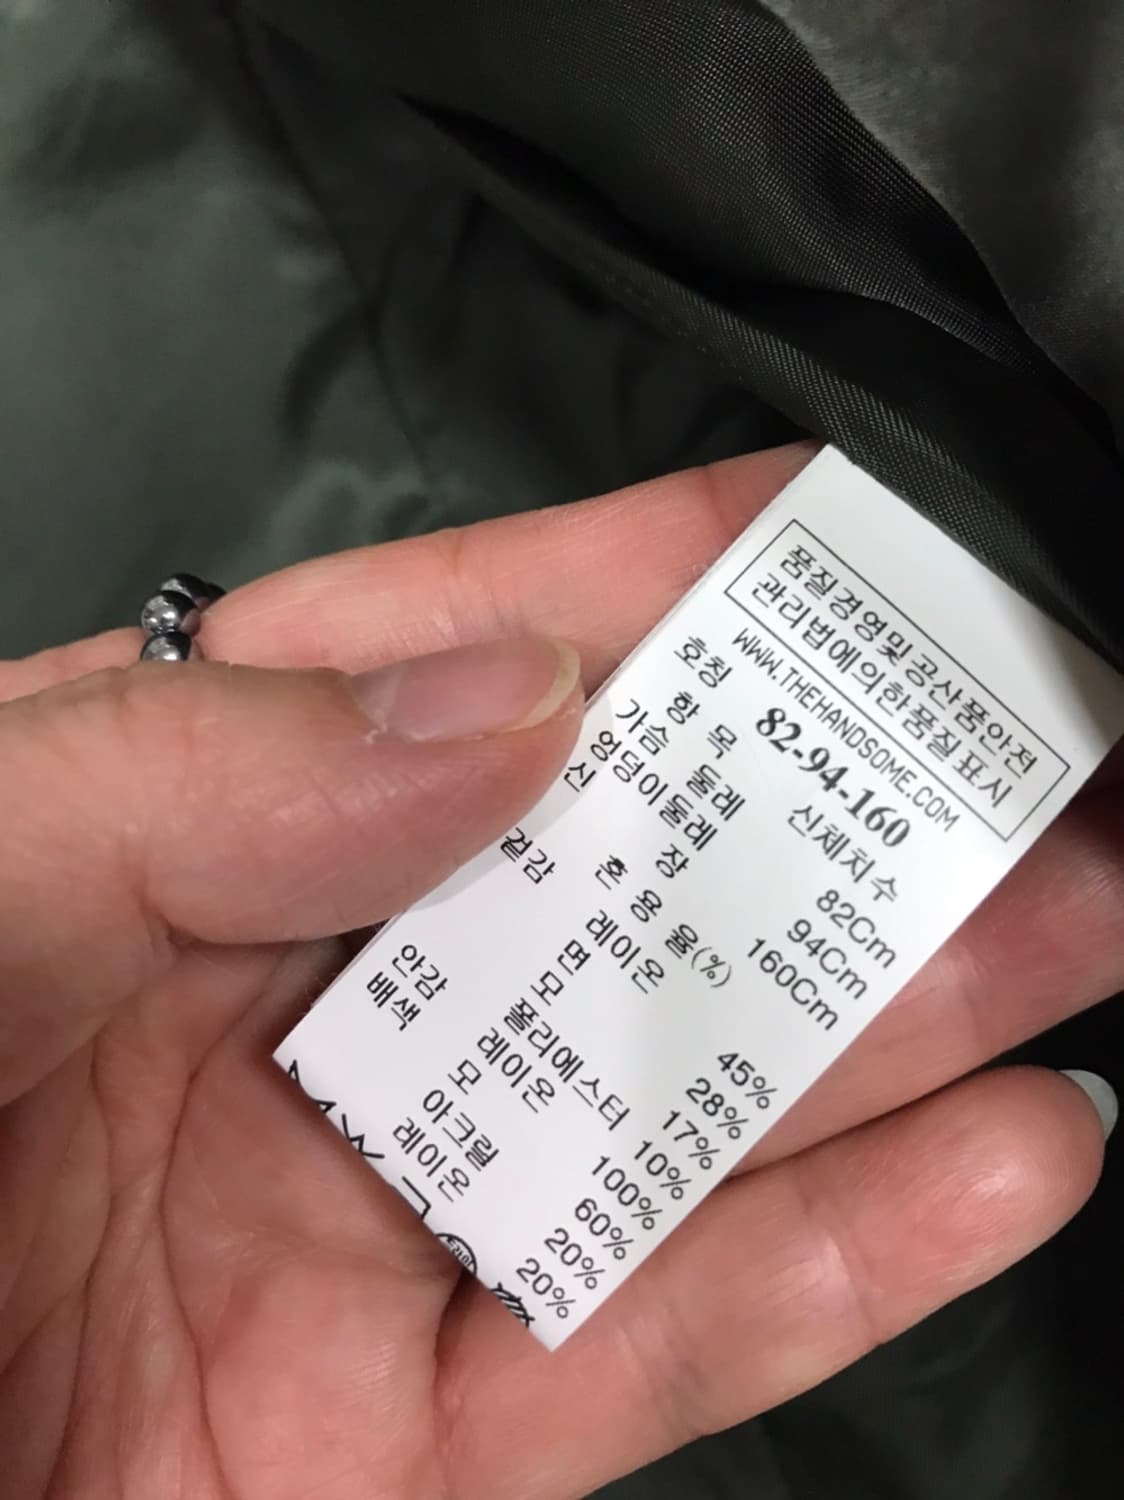 품질경영및공산품안전
관리법에의한품질표시
WWW.THEHANDSOME.COM
호칭 82-94-160
항 목 신체치수
가슴 둘레 82Cm
엉덩이둘레 94Cm
신 장 160Cm
혼 용 율(%)
겉감 레이온 45%
면 28%
모 17%
폴리에스터 10%
안감 레이온 100%
배색 모 60%
아크릴 20%
레이온 20%